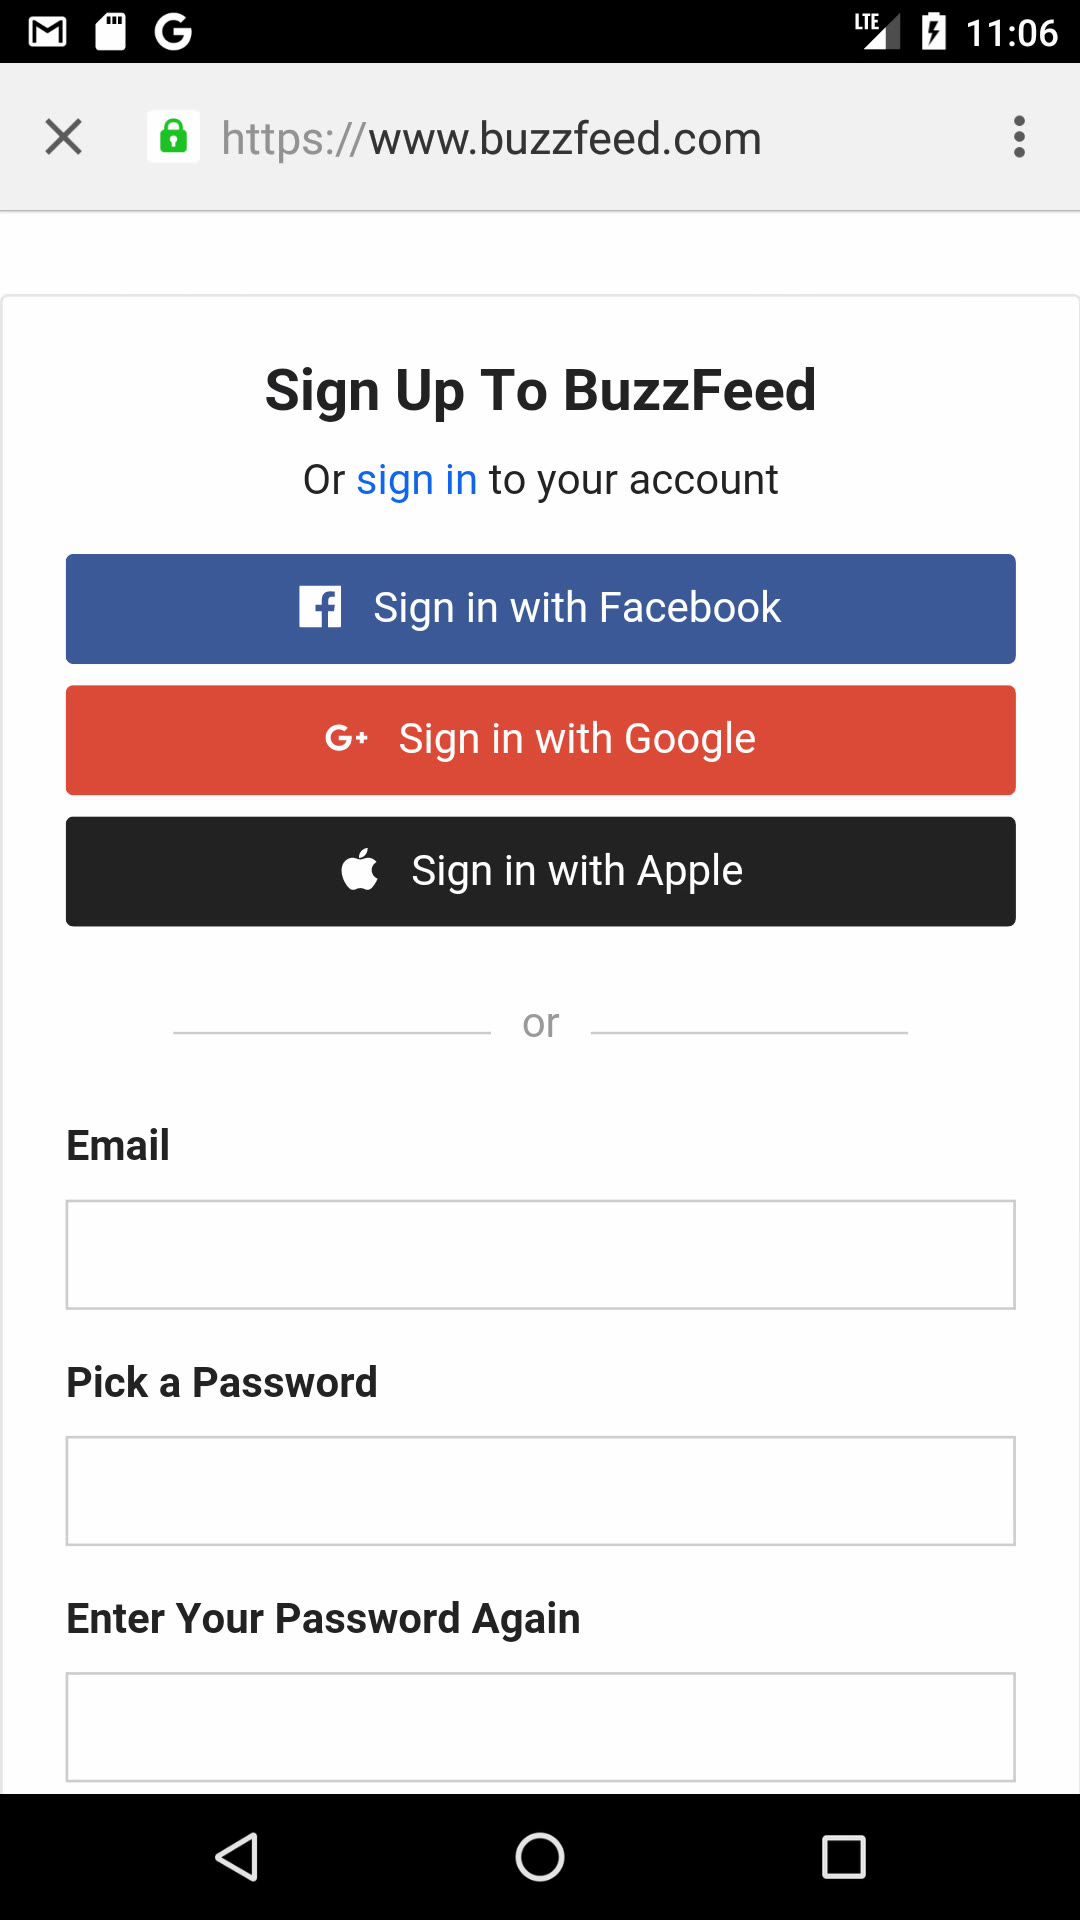 LTE 11:06
https://www.buzzfeed.com
Sign Up To BuzzFeed
Or sign in to your account
Sign in with Facebook
G+ Sign in with Google
Sign in with Apple
or
Email
Pick a Password
Enter Your Password Again